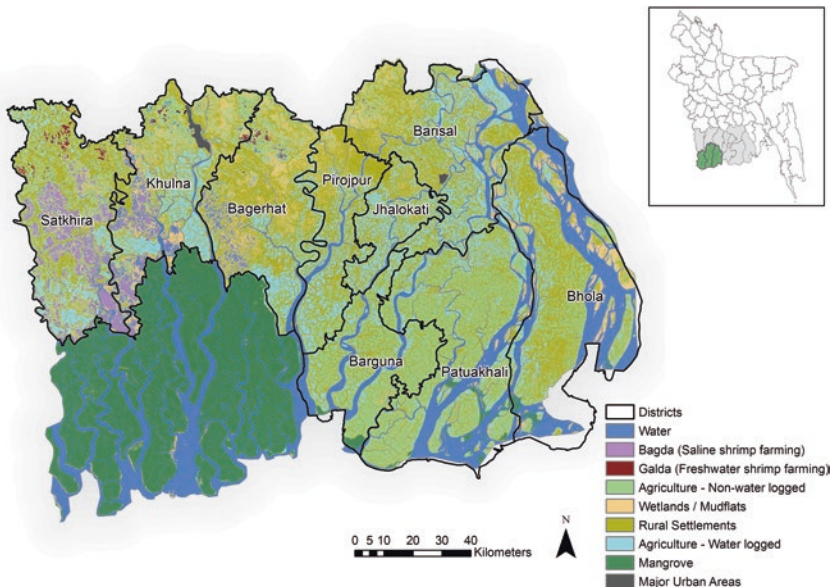 Barisal
Khulna
Pirojpur
Satkhira
Bagerhat
Jhalokati
Bhola
Barguna
Patuakhali
Districts
Water
Bagda (Saline shrimp farming)
Galda (Freshwater shrimp farming)
Agriculture - Non-water logged
Wetlands / Mudflats
Rural Settlements
Agriculture - Water logged
Mangrove
Major Urban Areas
N
0 5 10 20 30 40
Kilometers